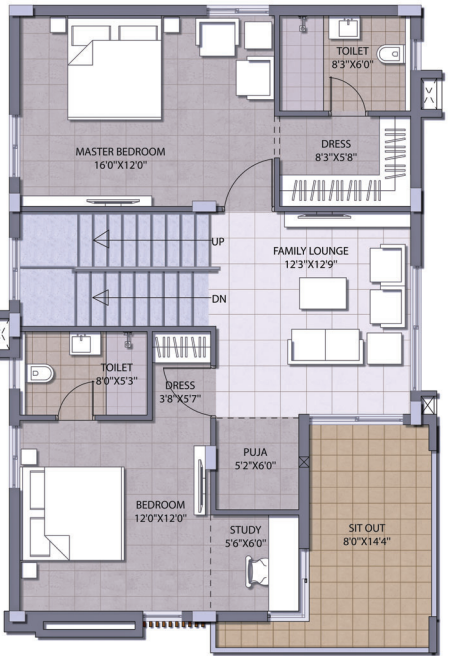 TOILET
8'3"X6'0"
MASTER BEDROOM
16'0"X12'0"
DRESS
8'3"X5'8"
UP
FAMILY LOUNGE
12'3"X12'9"
DN
TOILET
8'0"X5'3"
DRESS
3'8"X5'7"
PUJA
5'2"X6'0"
BEDROOM
12'0"X12'0"
STUDY
5'6"X6'0"
SIT OUT
8'0"X14'4"